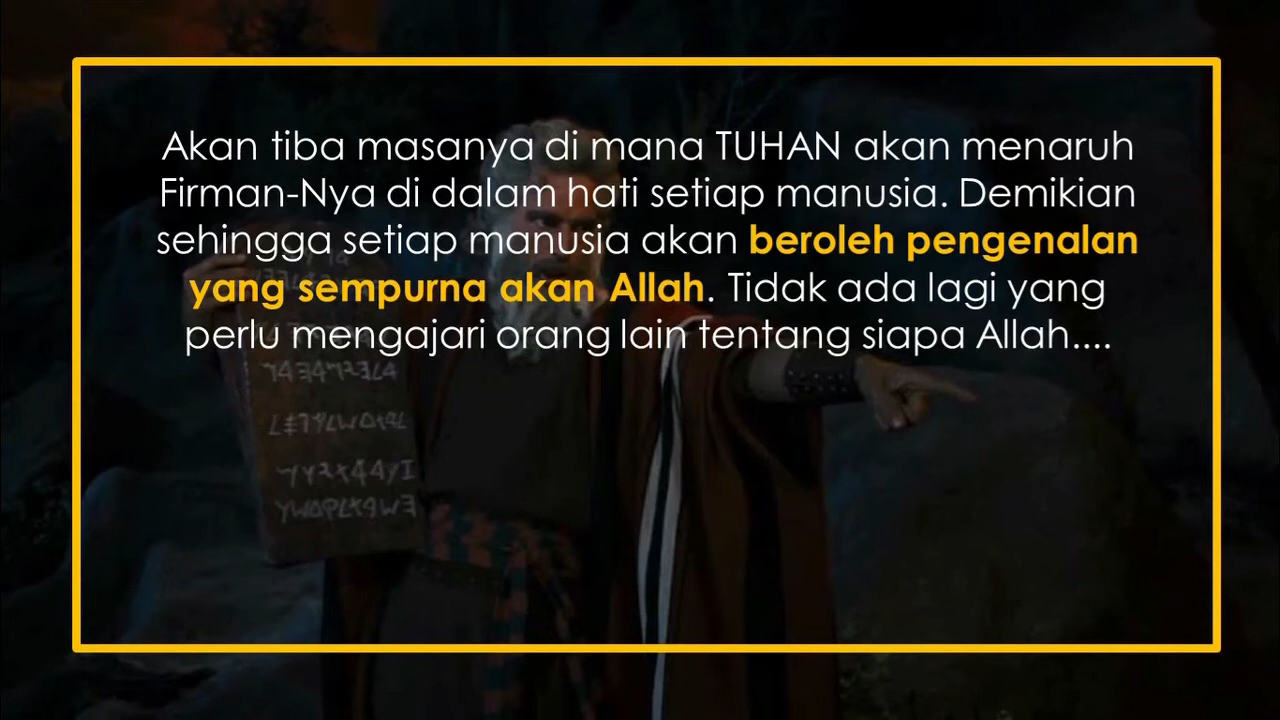 Akan tiba masanya di mana TUHAN akan menaruh
Firman-Nya di dalam hati setiap manusia. Demikian
sehingga setiap manusia akan beroleh pengenalan
yang sempurna akan Allah. Tidak ada lagi yang
perlu mengajari orang lain tentang siapa Allah....